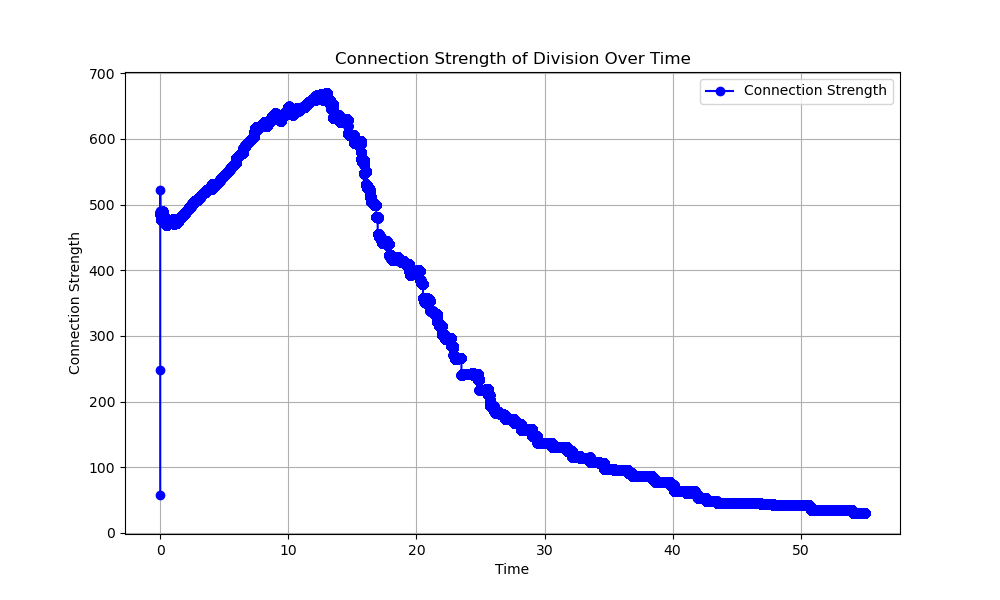 Connection Strength of Division Over Time
Connection Strength
700
600
500
400
300
200
100
0
Connection Strength
0 10 20 30 40 50
Time